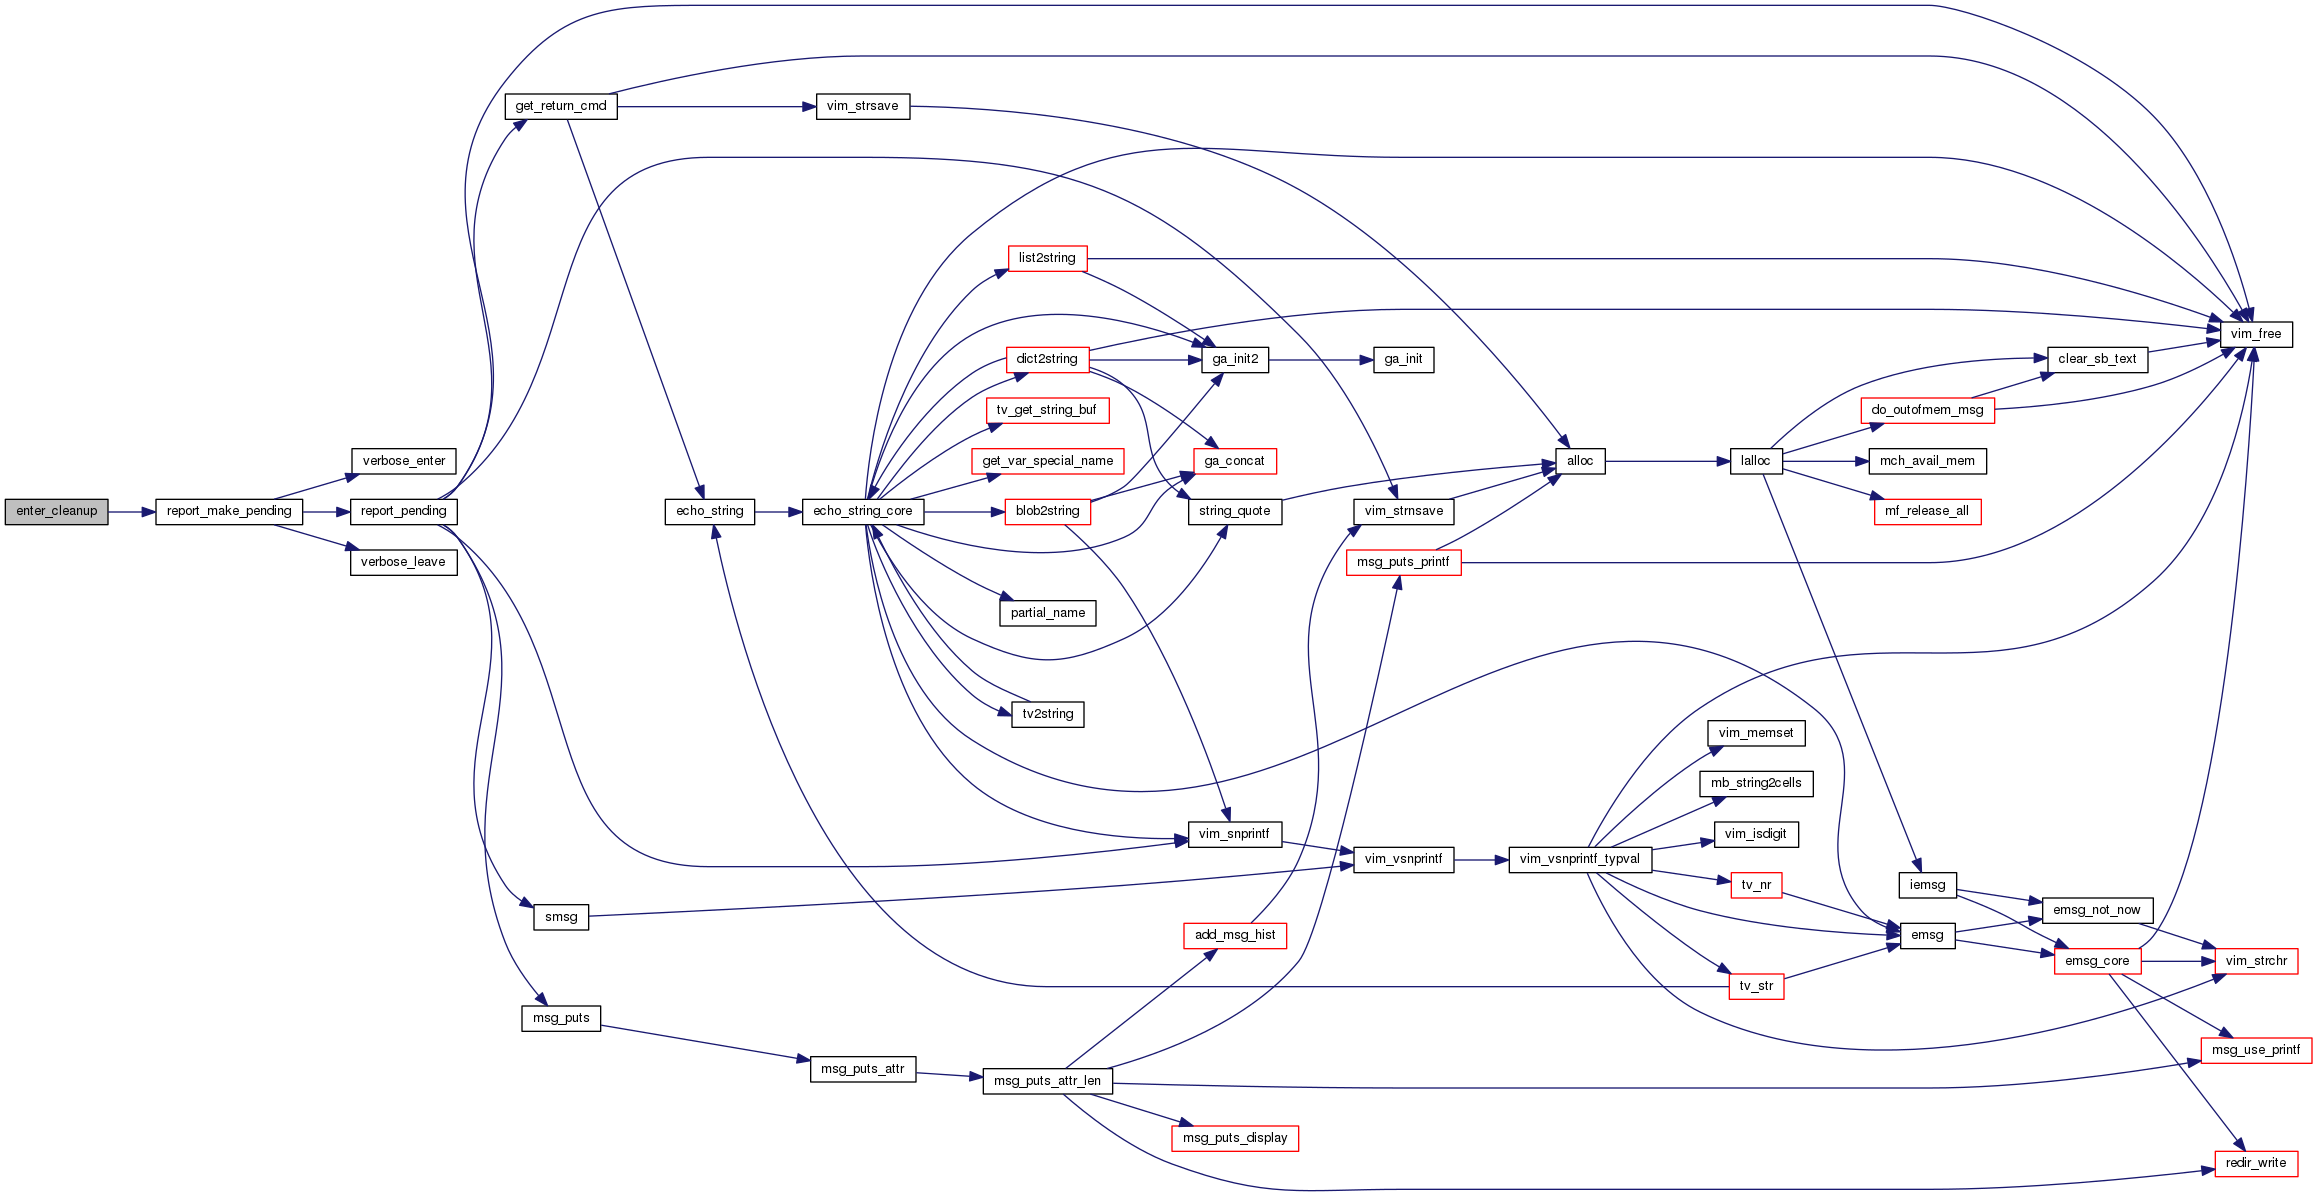 enter_cleanup
report_make_pending
verbose_enter
report_pending
verbose_leave
get_return_cmd
smsg
msg_puts
echo_string
vim_strsave
echo_string_core
msg_puts_attr
list2string
dict2string
tv_get_string_buf
get_var_special_name
blob2string
partial_name
tv2string
msg_puts_attr_len
ga_init2
ga_concat
string_quote
vim_snprintf
add_msg_hist
msg_puts_display
ga_init
vim_strnsave
msg_puts_printf
vim_vsnprintf
alloc
vim_vsnprintf_typval
lalloc
vim_memset
mb_string2cells
vim_isdigit
tv_nr
tv_str
do_outofmem_msg
mch_avail_mem
mf_release_all
iemsg
emsg
clear_sb_text
emsg_not_now
emsg_core
vim_free
vim_strchr
msg_use_printf
redir_write